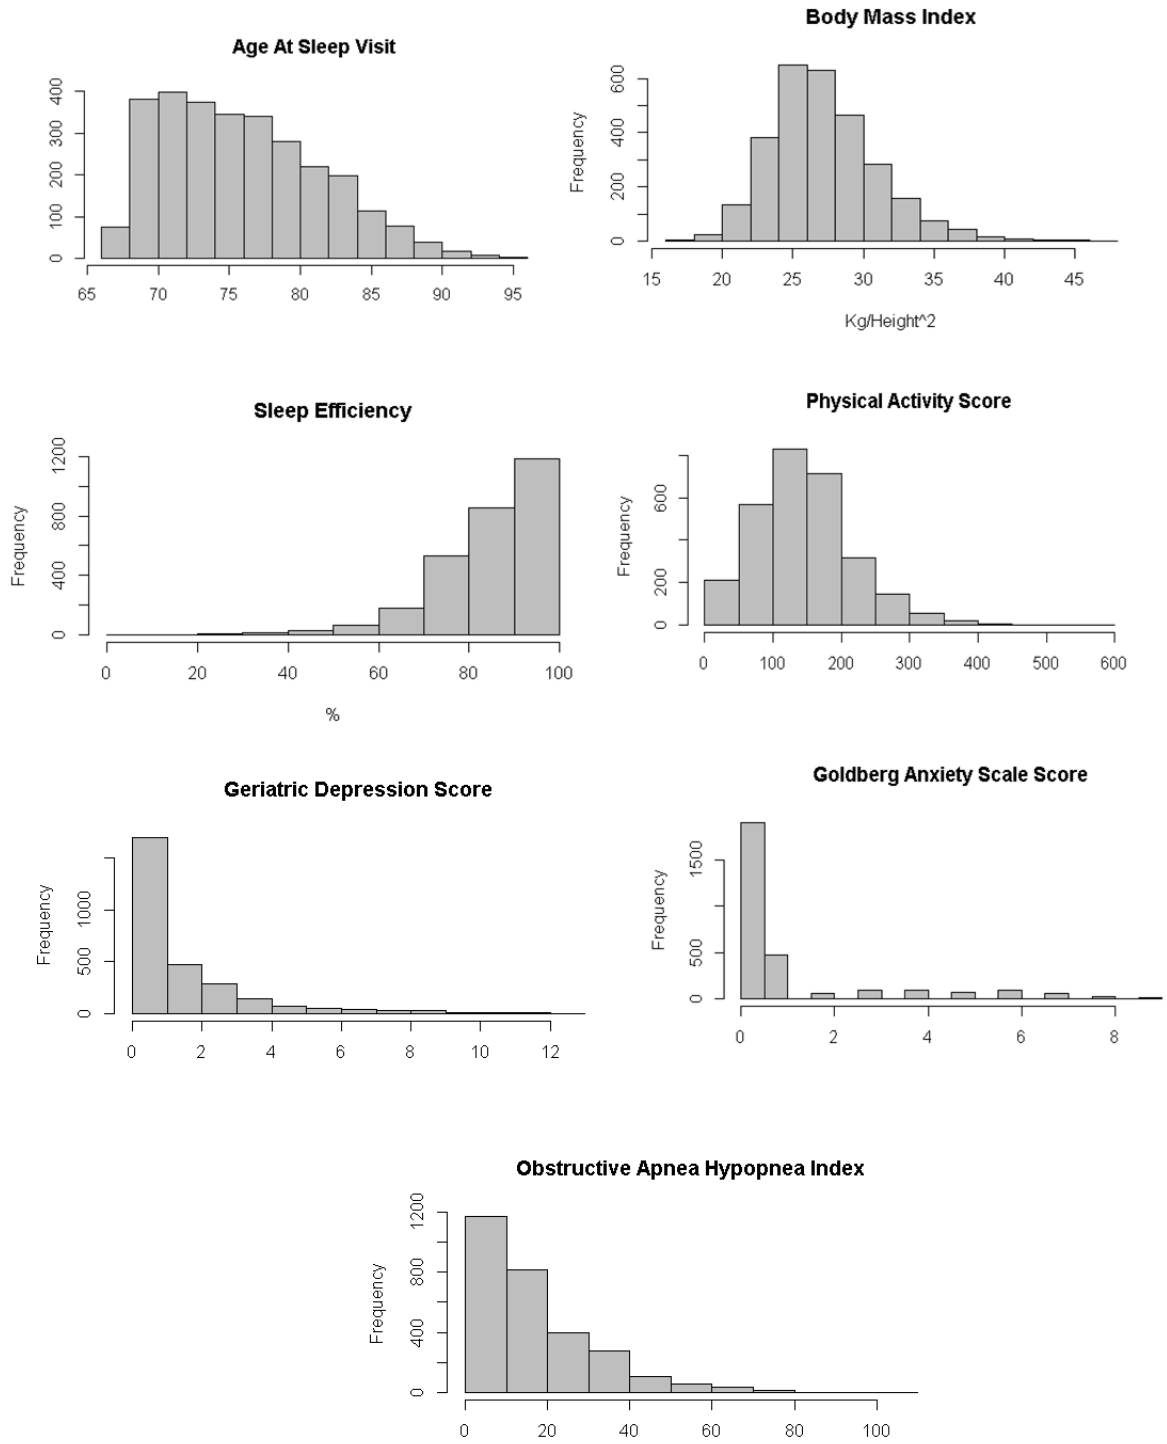 Age At Sleep Visit
400
300
200
100
0
65 70 75 80 85 90 95
Body Mass Index
Frequency
600
400
200
0
15 20 25 30 35 40 45
Kg/Height^2
Sleep Efficiency
Frequency
1200
800
400
0
0 20 40 60 80 100
%
Physical Activity Score
Frequency
600
200
0
0 100 200 300 400 500 600
Geriatric Depression Score
Frequency
1000
500
0
0 2 4 6 8 10 12
Goldberg Anxiety Scale Score
Frequency
1500
500
0
0 2 4 6 8
Obstructive Apnea Hypopnea Index
Frequency
1200
800
400
0
0 20 40 60 80 100